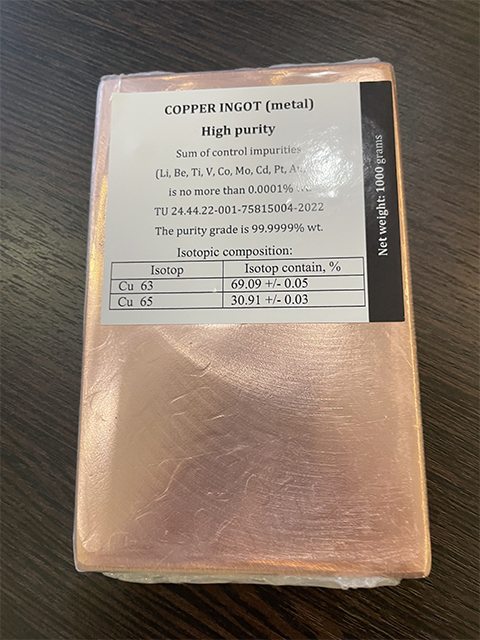 COPPER INGOT (metal)
High purity
Sum of control impurities
(Li, Be, Ti, V, Co, Mo, Cd, Pt,
is no more than 0.0001%
TU 24.44.22-001-75815004-2022
The purity grade is 99.9999% wt.
Isotopic composition:
Isotop Isotop contain, %
Cu 63 69.09 +/- 0.05
Cu 65 30.91 +/- 0.03
Net weight: 1000 grams